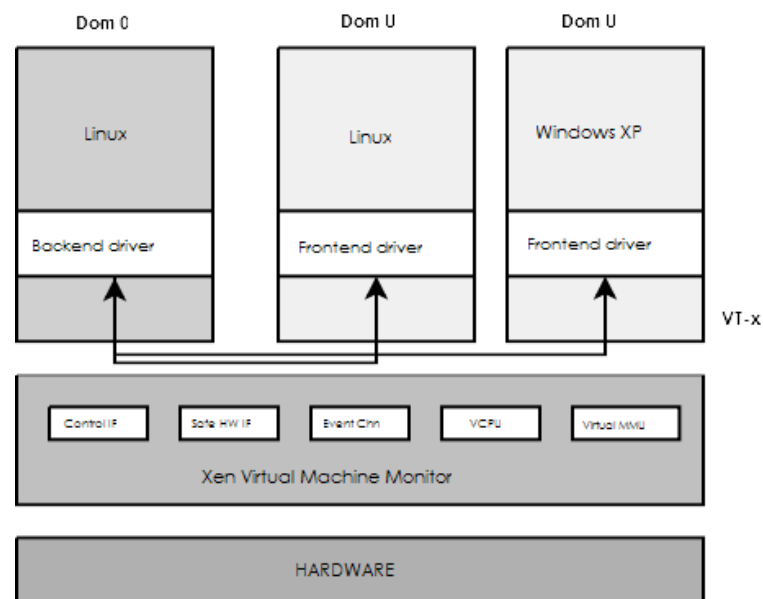 Dom 0
Dom U
Dom U
Linux
Linux
Windows XP
Backend driver
Frontend driver
Frontend driver
VT-x
Control IF
Safe HW IF
Event Chn
VCPU
Virtual MMU
Xen Virtual Machine Monitor
HARDWARE